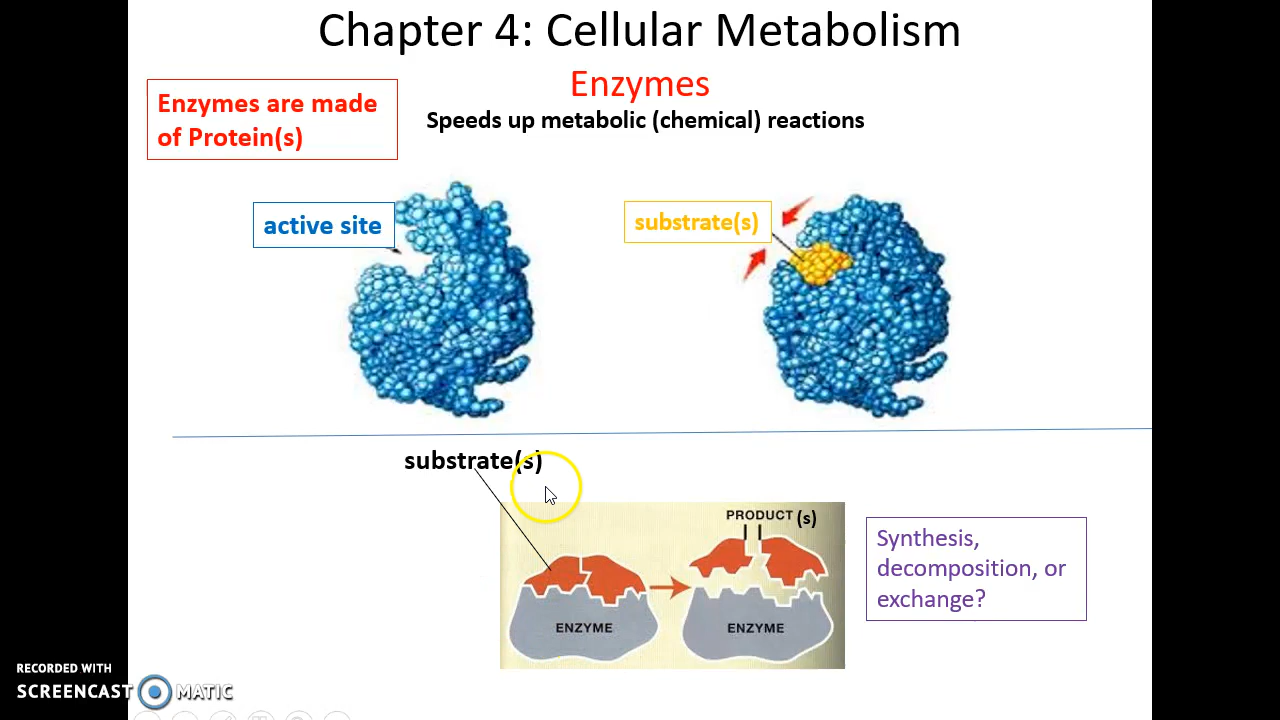 Chapter 4: Cellular Metabolism
Enzymes
Speeds up metabolic (chemical) reactions
Enzymes are made
of Protein(s)
active site
substrate(s)
substrate(s)
PRODUCT (s)
ENZYME
ENZYME
Synthesis,
decomposition, or
exchange?
RECORDED WITH
SCREENCAST MATIC